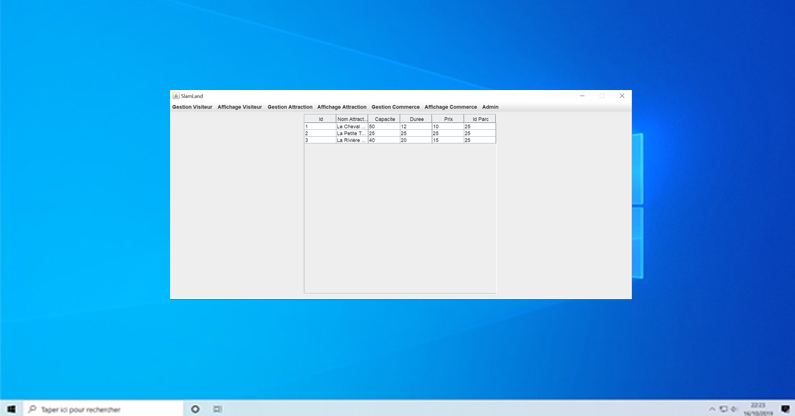 SlamLand
Gestion Visiteur Affichage Visiteur Gestion Attraction Affichage Attraction Gestion Commerce Affichage Commerce Admin
Id Nom Attract... Capacite Duree Prix Id Parc
1 Le Cheval ... 50 12 10 25
2 La Petite T... 25 25 25 25
3 La Rivière ... 40 20 15 25
Taper ici pour rechercher
22:23
16/10/2019